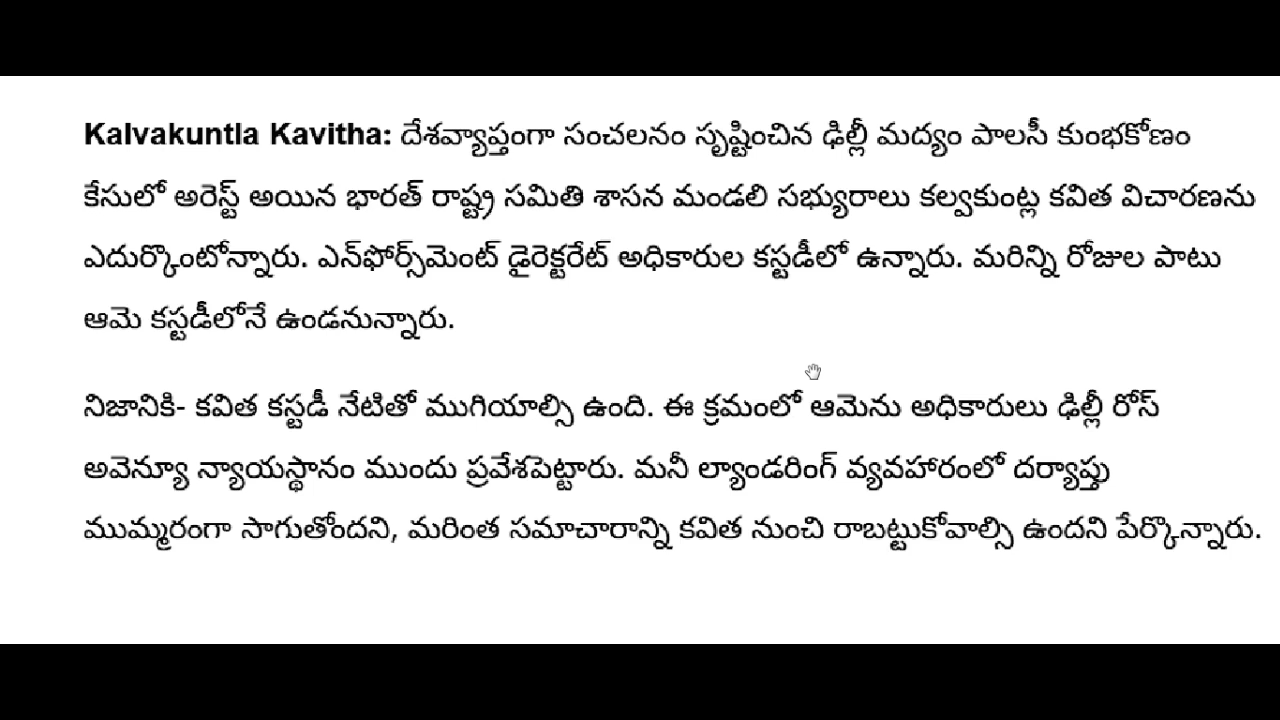 Kalvakuntla Kavitha: దేశవ్యాప్తంగా సంచలనం సృష్టించిన ఢిల్లీ మద్యం పాలసీ కుంభకోణం
కేసులో అరెస్ట్ అయిన భారత్ రాష్ట్ర సమితి శాసన మండలి సభ్యురాలు కల్వకుంట్ల కవిత విచారణను
ఎదుర్కొంటోన్నారు. ఎన్‌ఫోర్స్‌మెంట్ డైరెక్టరేట్ అధికారుల కస్టడీలో ఉన్నారు. మరిన్ని రోజుల పాటు
ఆమె కస్టడీలోనే ఉండనున్నారు.
నిజానికి- కవిత కస్టడీ నేటితో ముగియాల్సి ఉంది. ఈ క్రమంలో ఆమెను అధికారులు ఢిల్లీ రోస్
అవెన్యూ న్యాయస్థానం ముందు ప్రవేశపెట్టారు. మనీ ల్యాండరింగ్ వ్యవహారంలో దర్యాప్తు
ముమ్మరంగా సాగుతోందని, మరింత సమాచారాన్ని కవిత నుంచి రాబట్టుకోవాల్సి ఉందని పేర్కొన్నారు.